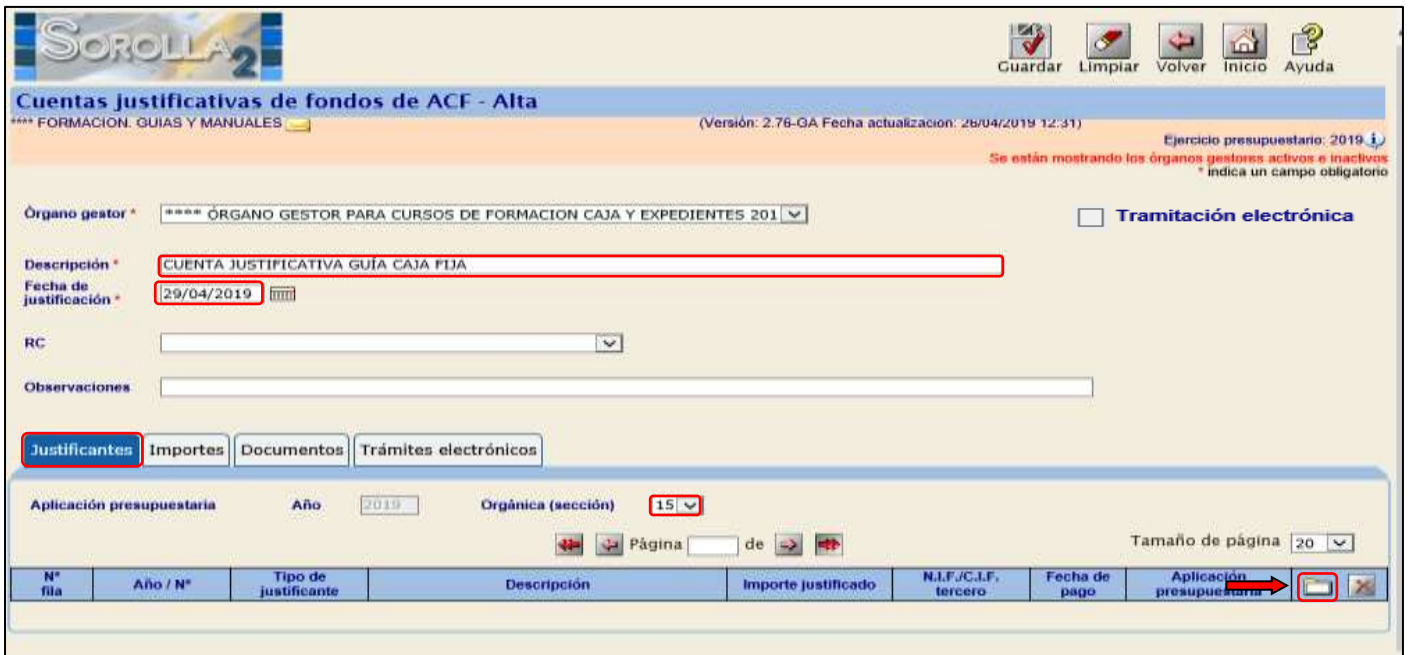 SOROLLA2
Guardar Limpiar Volver Inicio Ayuda
Cuentas justificativas de fondos de ACF - Alta
**** FORMACION. GUIAS Y MANUALES (Versión: 2.76-GA Fecha actualización: 26/04/2019 12:31)
Ejercicio presupuestario: 2019
Se están mostrando los órganos gestores activos e inactivos
* indica un campo obligatorio
Órgano gestor * **** ÓRGANO GESTOR PARA CURSOS DE FORMACION CAJA Y EXPEDIENTES 201 Tramitación electrónica
Descripción * CUENTA JUSTIFICATIVA GUÍA CAJA FIJA
Fecha de
justificación * 29/04/2019
RC
Observaciones
Justificantes Importes Documentos Trámites electrónicos
Aplicación presupuestaria Año 2019 Orgánica (sección) 15
Página de Tamaño de página 20
Nº
fila Año / Nº Tipo de
justificante Descripción Importe justificado N.I.F./C.I.F.
tercero Fecha de
pago Aplicación
presupuestaria